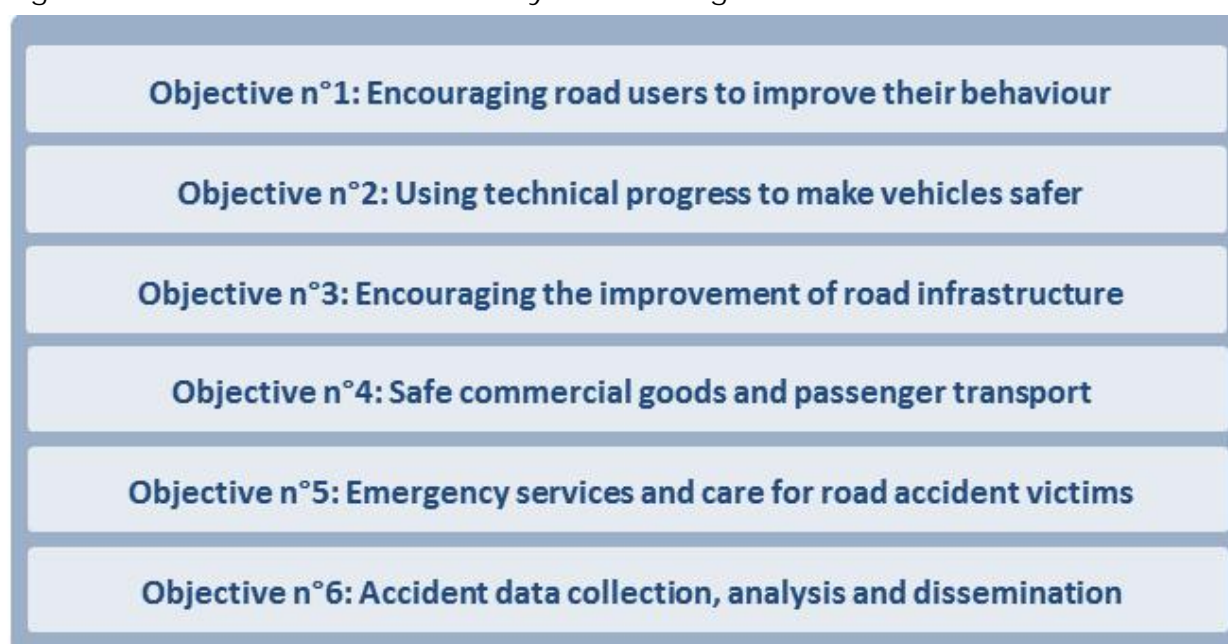 Objective n°1: Encouraging road users to improve their behaviour
Objective n°2: Using technical progress to make vehicles safer
Objective n°3: Encouraging the improvement of road infrastructure
Objective n°4: Safe commercial goods and passenger transport
Objective n°5: Emergency services and care for road accident victims
Objective n°6: Accident data collection, analysis and dissemination